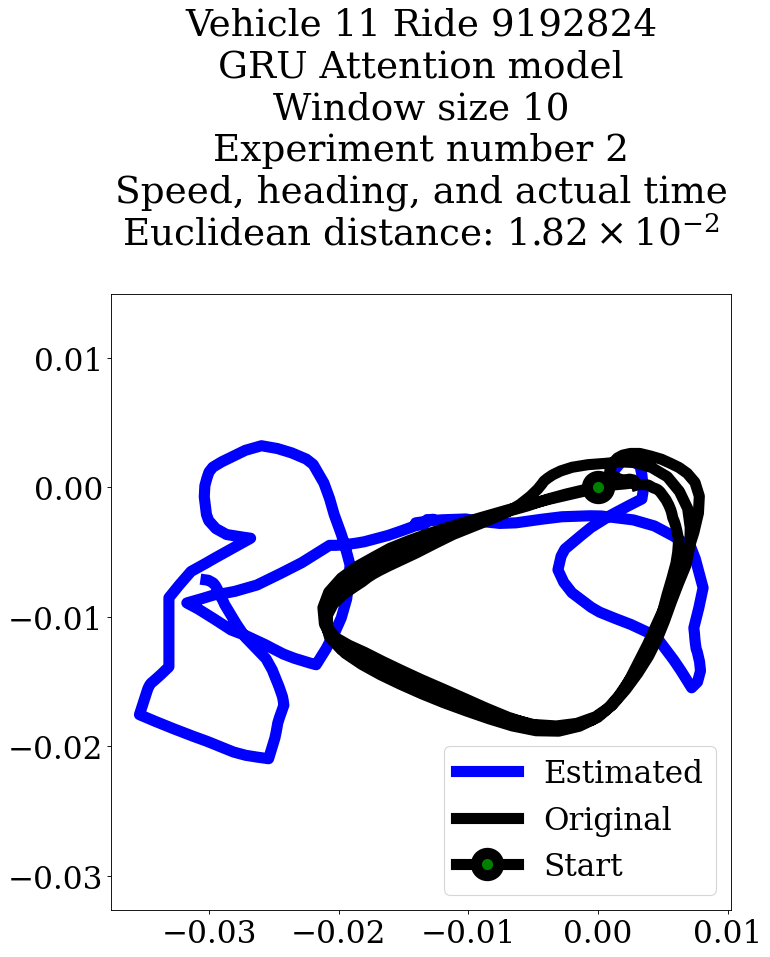 Vehicle 11 Ride 9192824
GRU Attention model
Window size 10
Experiment number 2
Speed, heading, and actual time
Euclidean distance: 1.82 × 10⁻²
0.01
0.00
−0.01
−0.02
−0.03
Estimated
Original
Start
−0.03 −0.02 −0.01 0.00 0.01